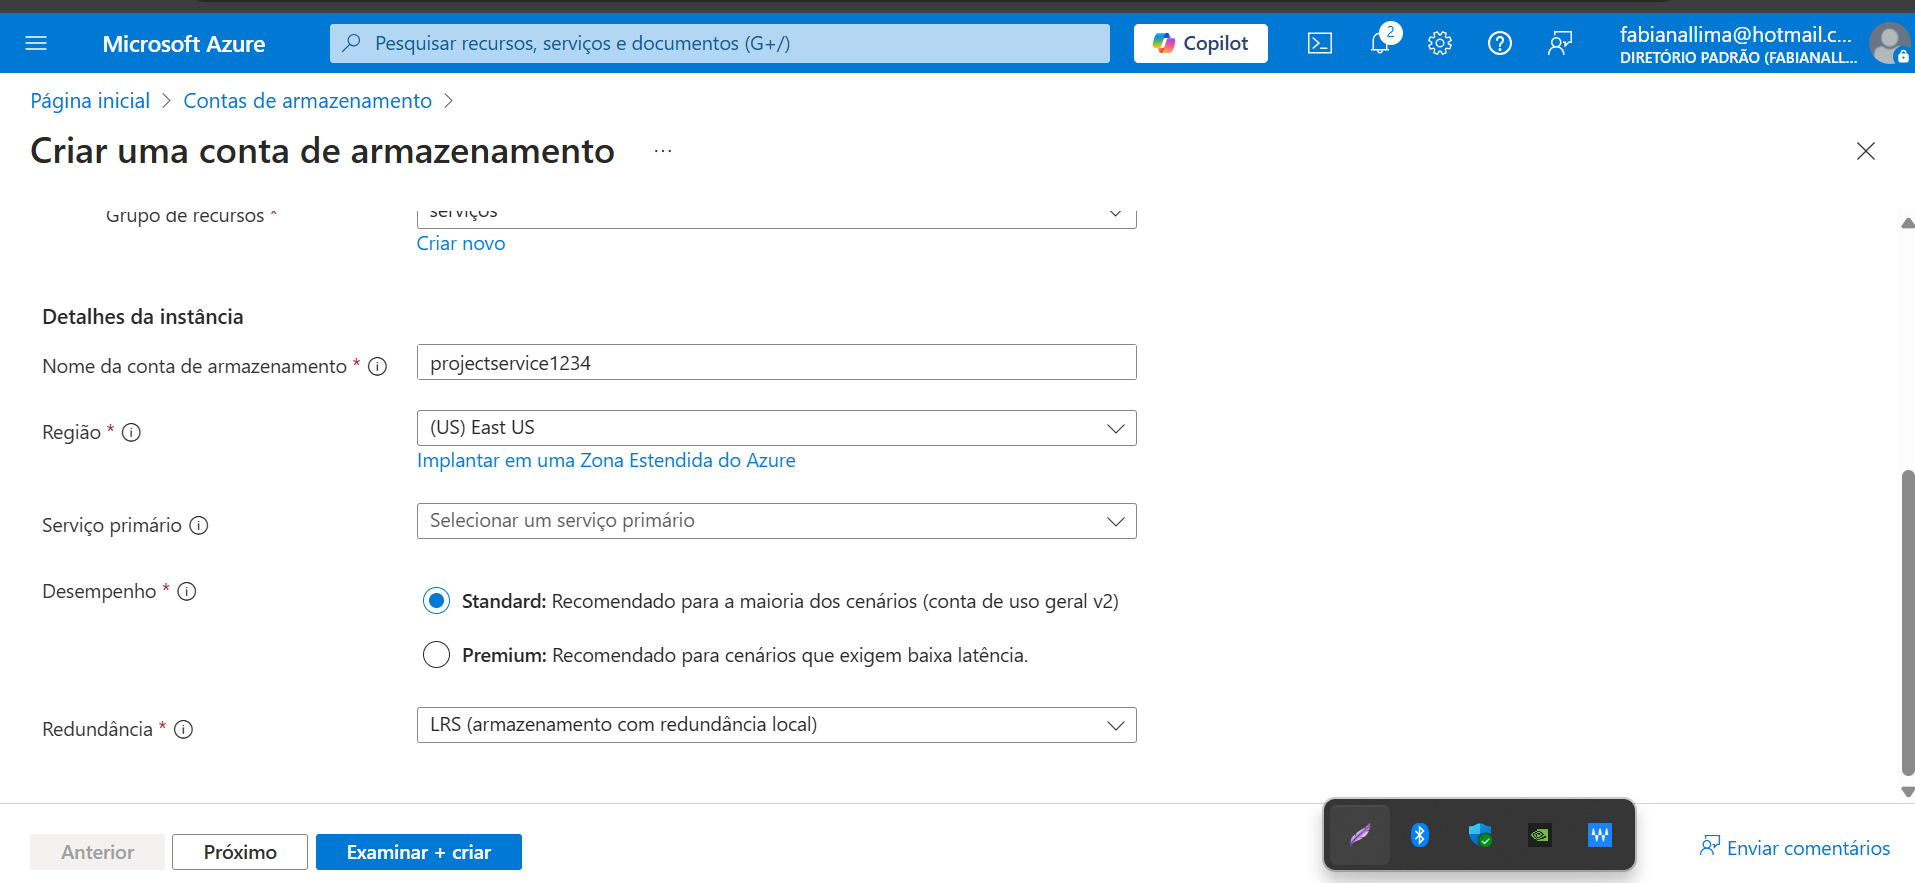 Microsoft Azure
Pesquisar recursos, serviços e documentos (G+/)
Copilot
2
fabianallima@hotmail.c...
DIRETÓRIO PADRÃO (FABIANALL...
Página inicial > Contas de armazenamento >
Criar uma conta de armazenamento ...
Grupo de recursos *
serviços
Criar novo
Detalhes da instância
Nome da conta de armazenamento *
projectservice1234
Região *
(US) East US
Implantar em uma Zona Estendida do Azure
Serviço primário
Selecionar um serviço primário
Desempenho *
Standard: Recomendado para a maioria dos cenários (conta de uso geral v2)
Premium: Recomendado para cenários que exigem baixa latência.
Redundância *
LRS (armazenamento com redundância local)
Anterior
Próximo
Examinar + criar
Enviar comentários